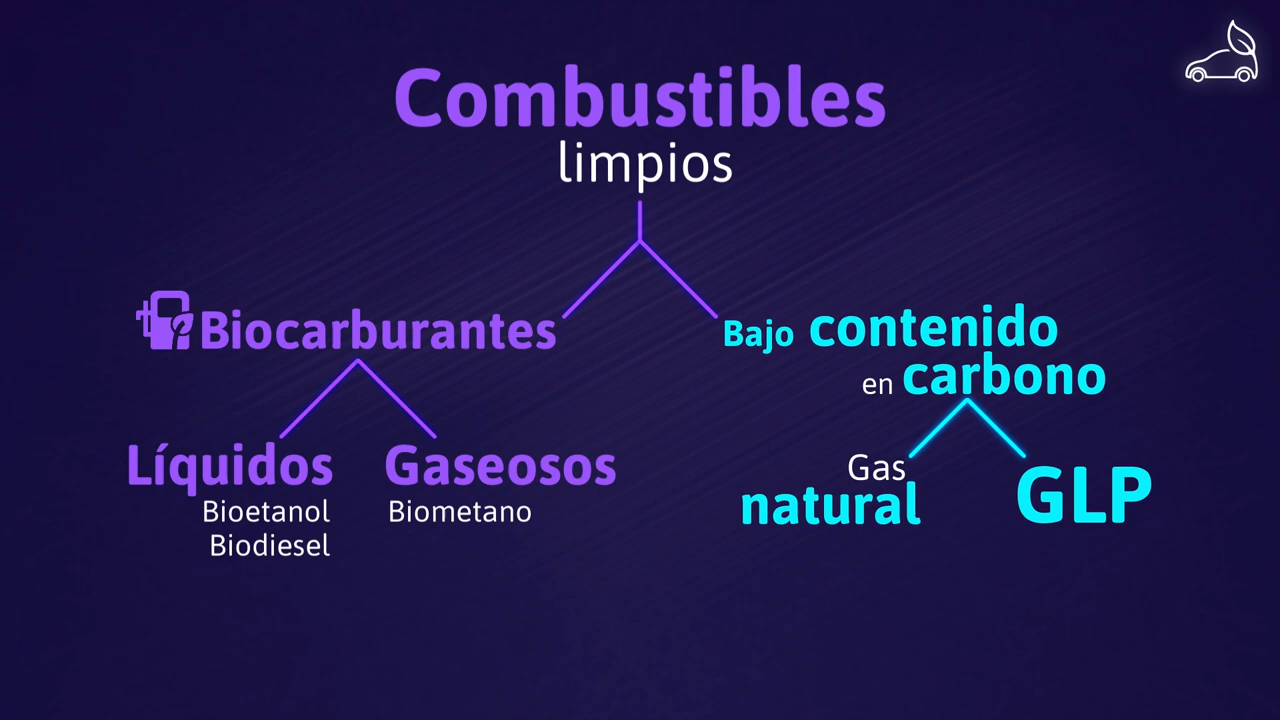 Combustibles
limpios
Biocarburantes
Bajo contenido
en carbono
Líquidos
Bioetanol
Biodiesel
Gaseosos
Biometano
Gas
natural
GLP